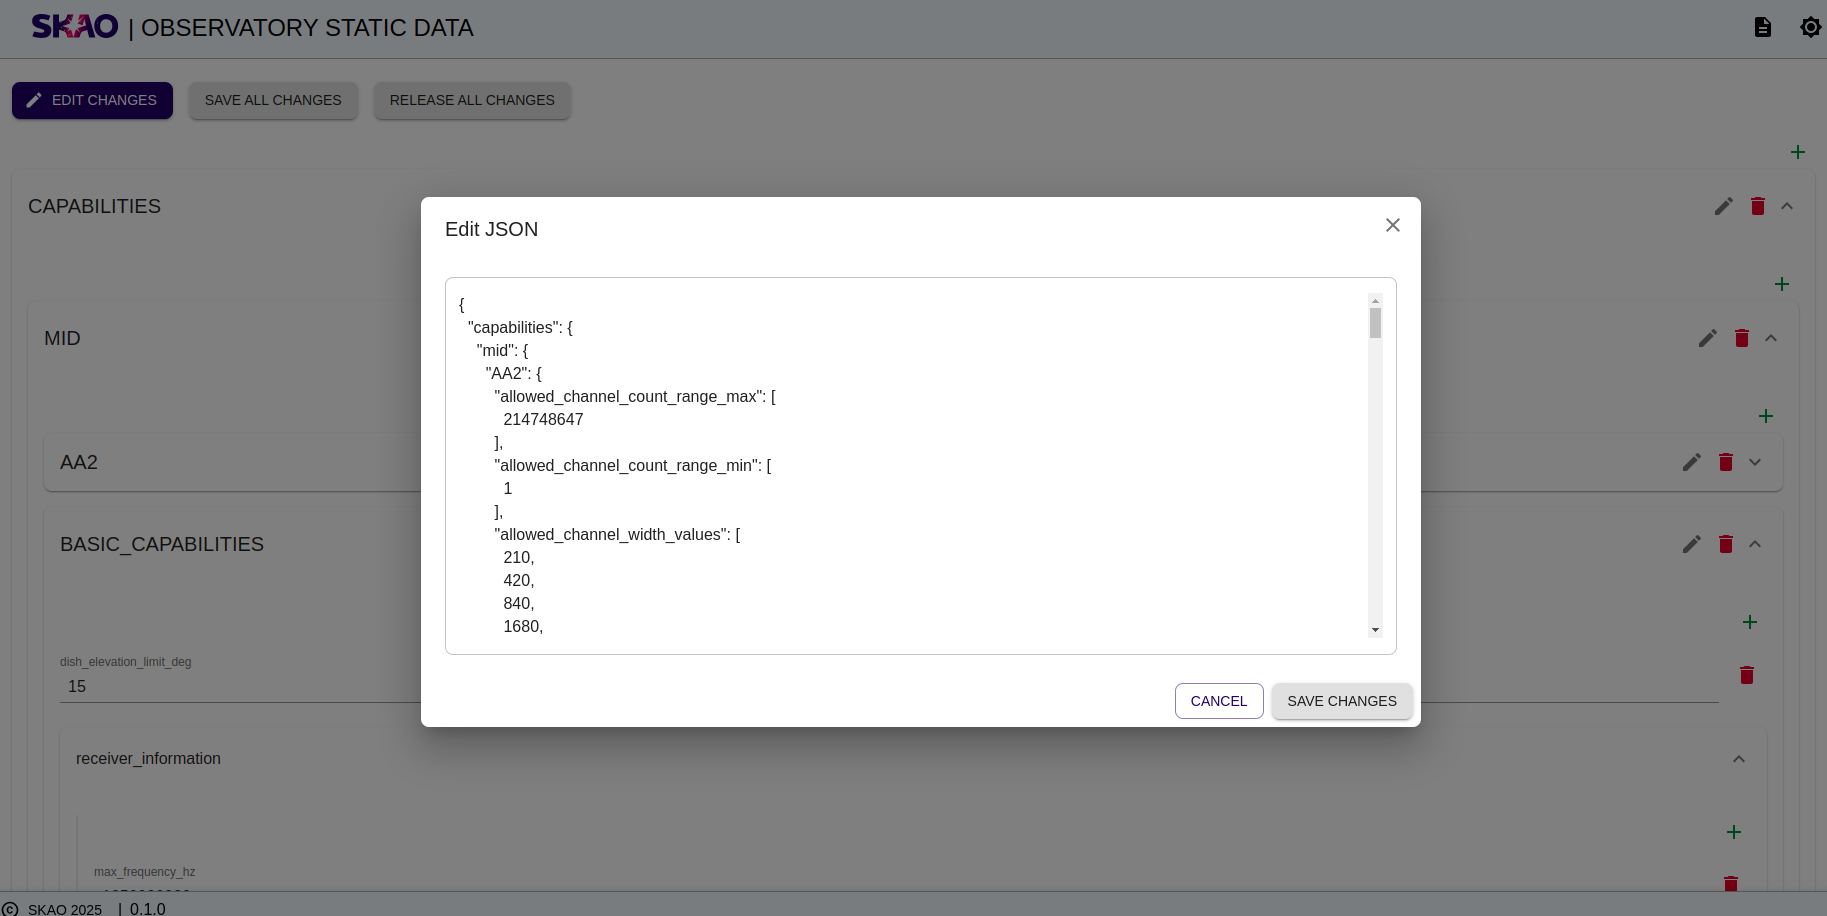 SKAO | OBSERVATORY STATIC DATA
EDIT CHANGES
SAVE ALL CHANGES
RELEASE ALL CHANGES
CAPABILITIES
MID
AA2
BASIC_CAPABILITIES
dish_elevation_limit_deg
15
receiver_information
max_frequency_hz
Edit JSON
{
"capabilities": {
"mid": {
"AA2": {
"allowed_channel_count_range_max": [
214748647
],
"allowed_channel_count_range_min": [
1
],
"allowed_channel_width_values": [
210,
420,
840,
1680,
CANCEL
SAVE CHANGES
© SKAO 2025 | 0.1.0